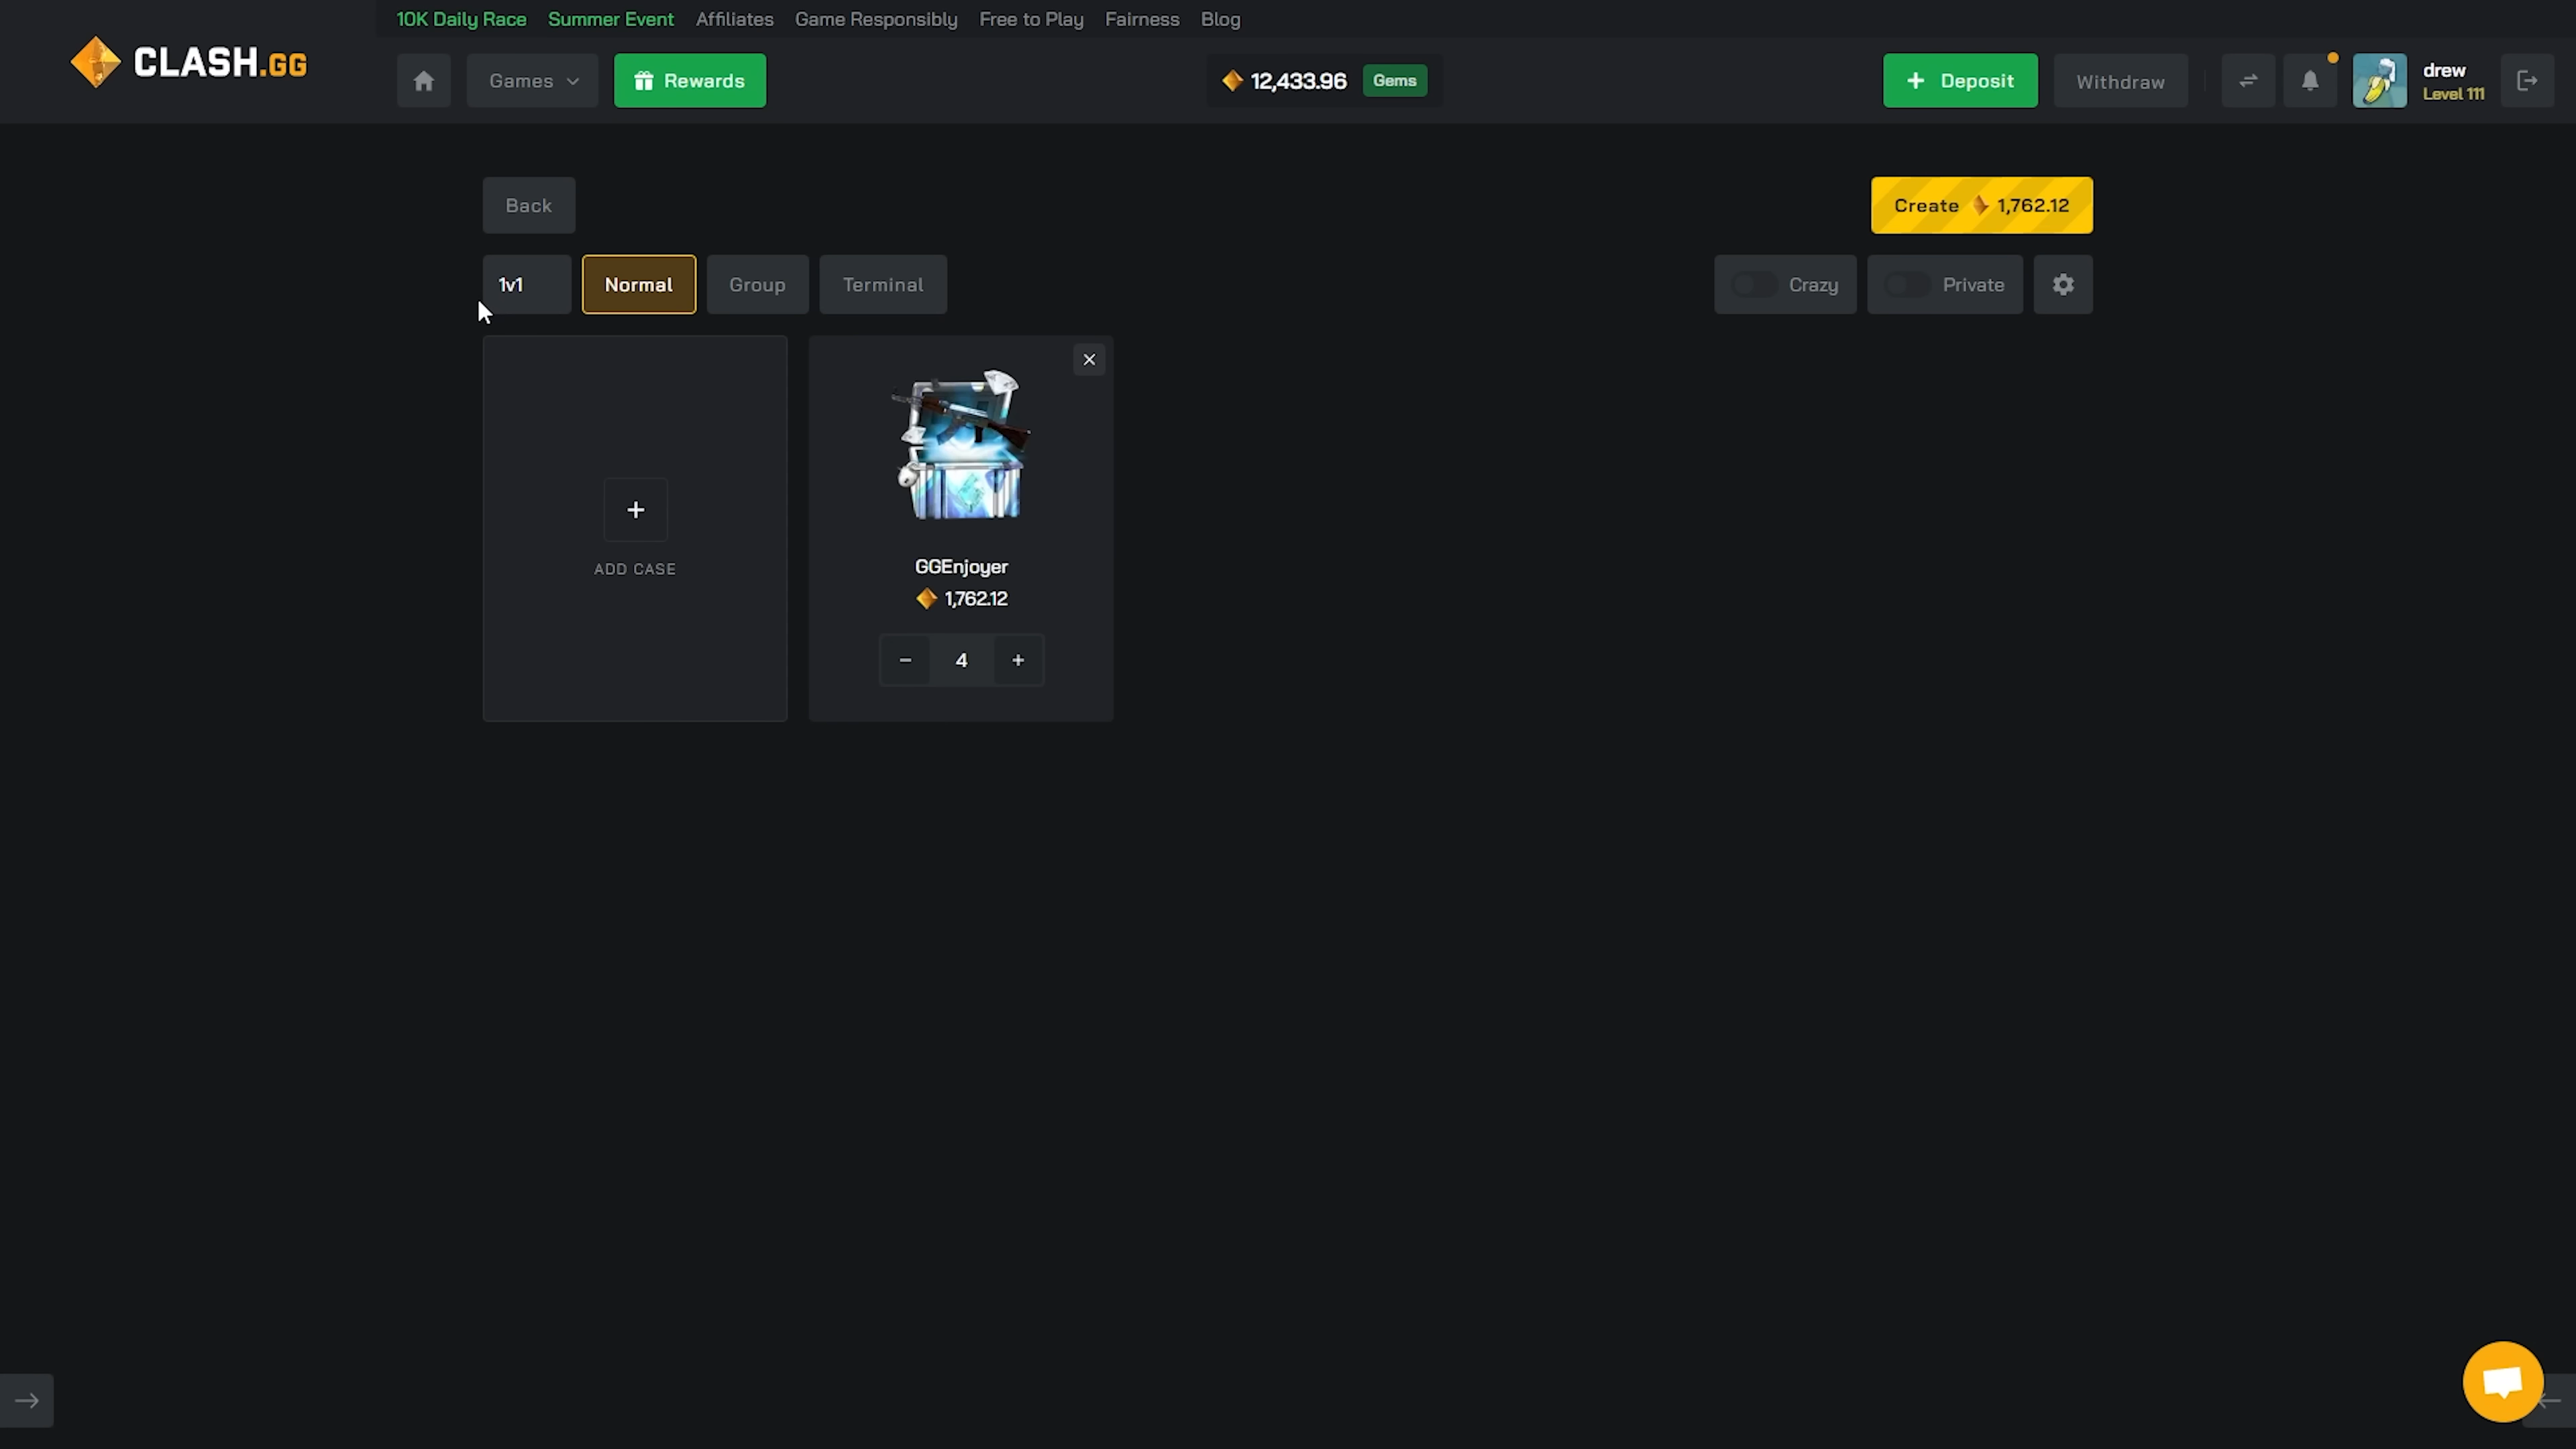 10K Daily Race Summer Event Affiliates Game Responsibly Free to Play Fairness Blog
CLASH.GG
Games
Rewards
12,433.96 Gems
Deposit
Withdraw
drew
Level 111
Back
Create 1,762.12
1v1
Normal
Group
Terminal
Crazy
Private
ADD CASE
GGEnjoyer
1,762.12
4